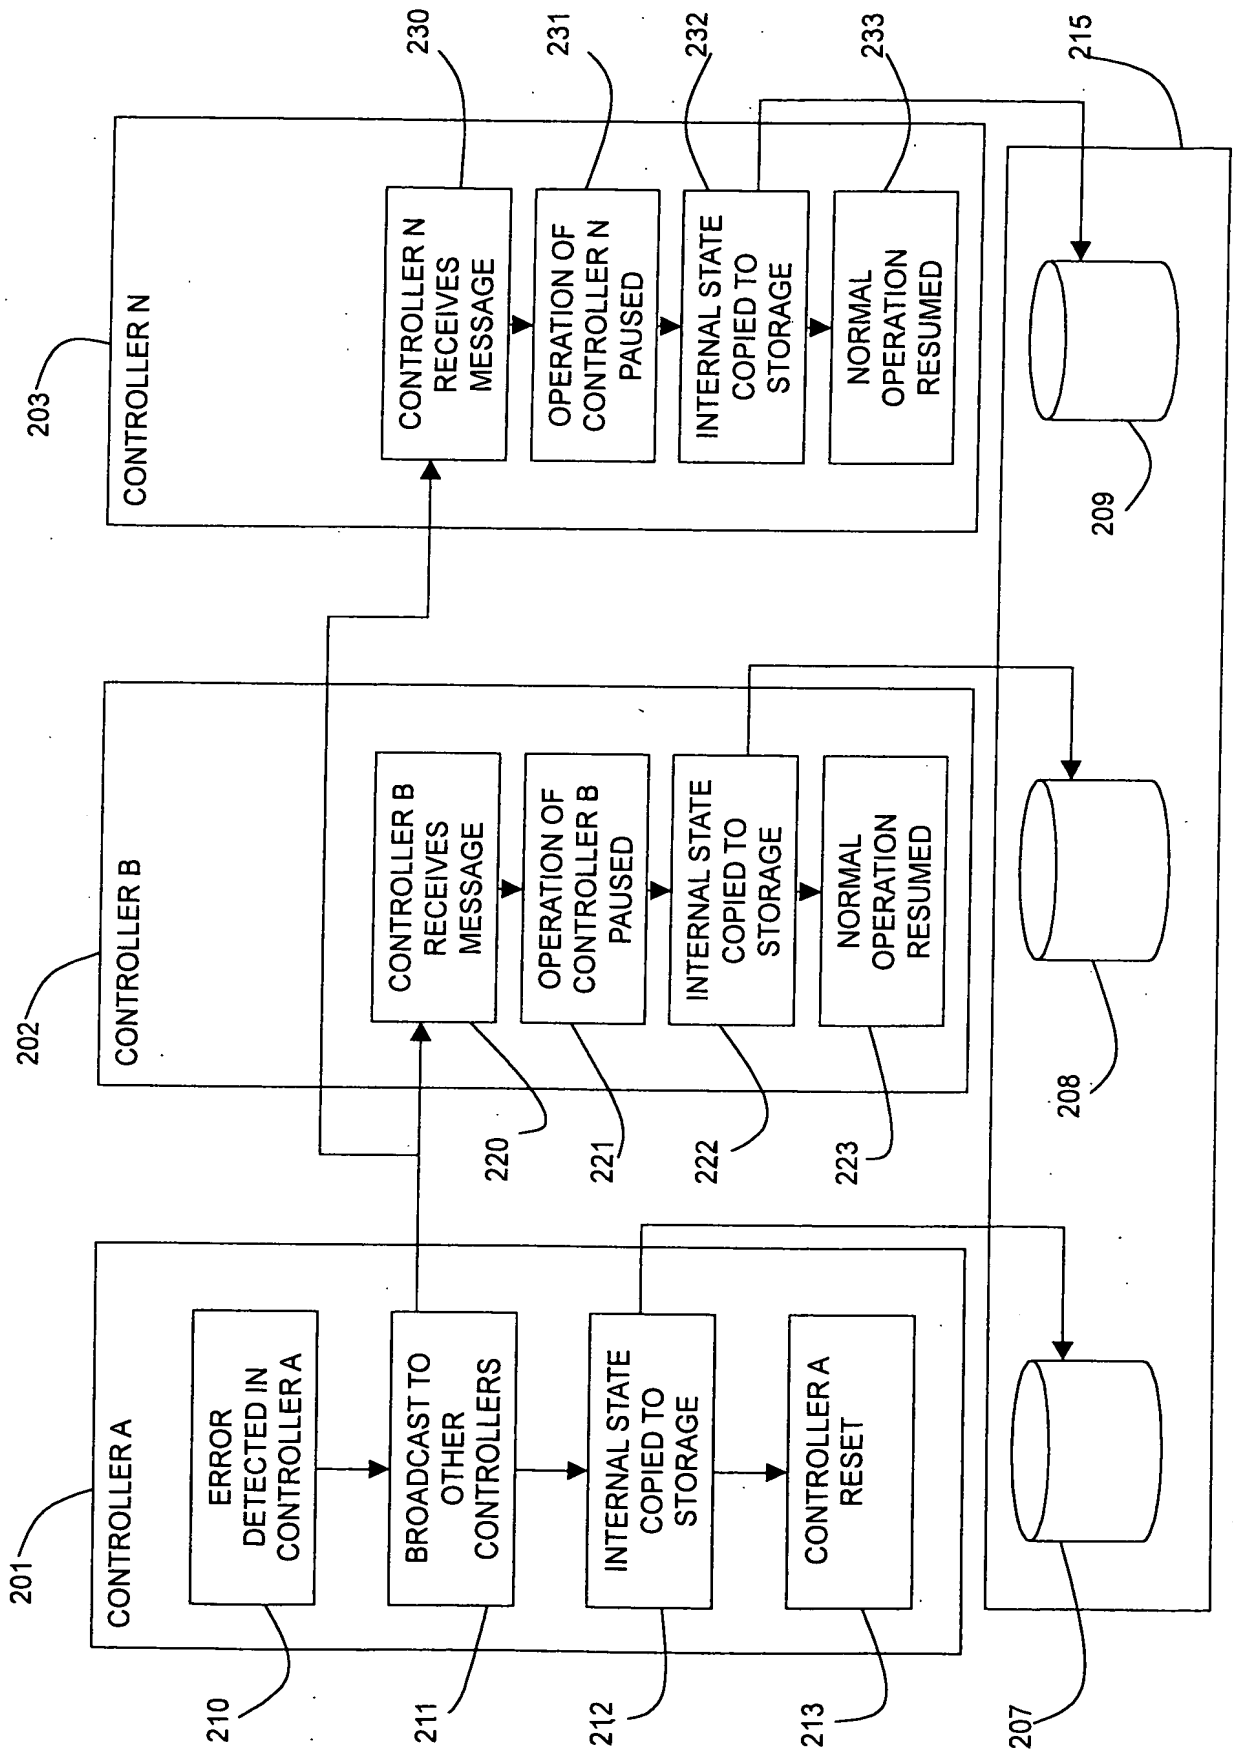 201
CONTROLLER A
210
ERROR
DETECTED IN
CONTROLLER A
211
BROADCAST TO
OTHER
CONTROLLERS
212
INTERNAL STATE
COPIED TO
STORAGE
213
CONTROLLER A
RESET
207
202
CONTROLLER B
220
CONTROLLER B
RECEIVES
MESSAGE
221
OPERATION OF
CONTROLLER B
PAUSED
222
INTERNAL STATE
COPIED TO
STORAGE
223
NORMAL
OPERATION
RESUMED
208
203
CONTROLLER N
230
CONTROLLER N
RECEIVES
MESSAGE
231
OPERATION OF
CONTROLLER N
PAUSED
232
INTERNAL STATE
COPIED TO
STORAGE
233
NORMAL
OPERATION
RESUMED
209
215